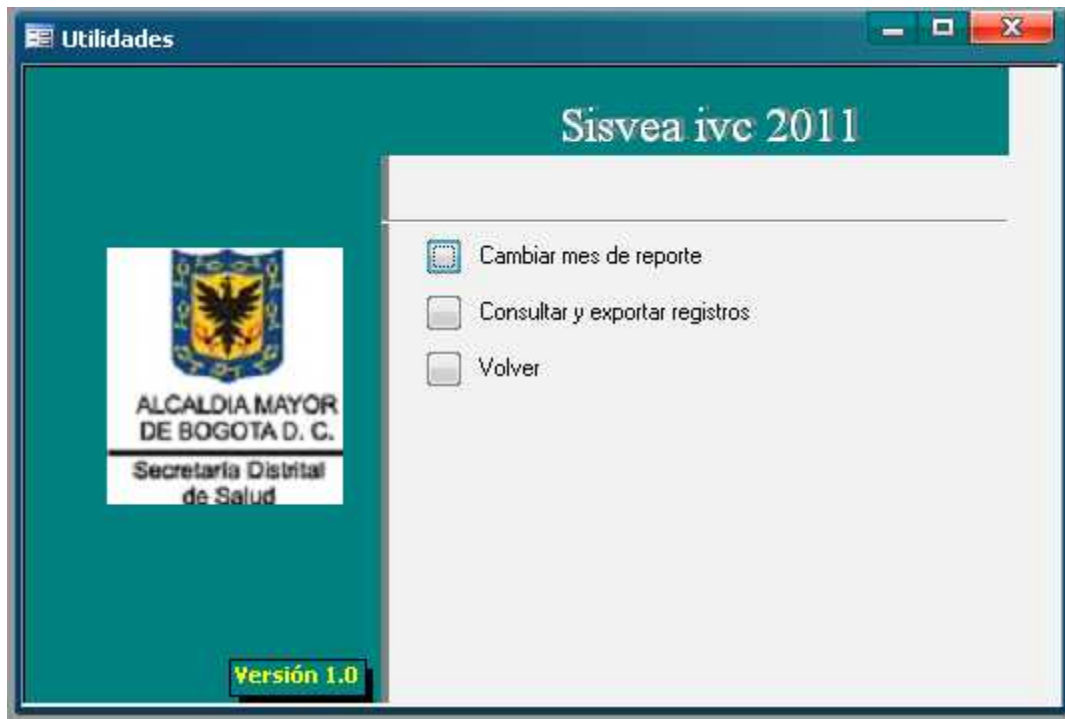 Utilidades
Sisvea ivc 2011
Cambiar mes de reporte
Consultar y exportar registros
Volver
ALCALDIA MAYOR
DE BOGOTA D. C.
Secretaría Distrital
de Salud
Versión 1.0